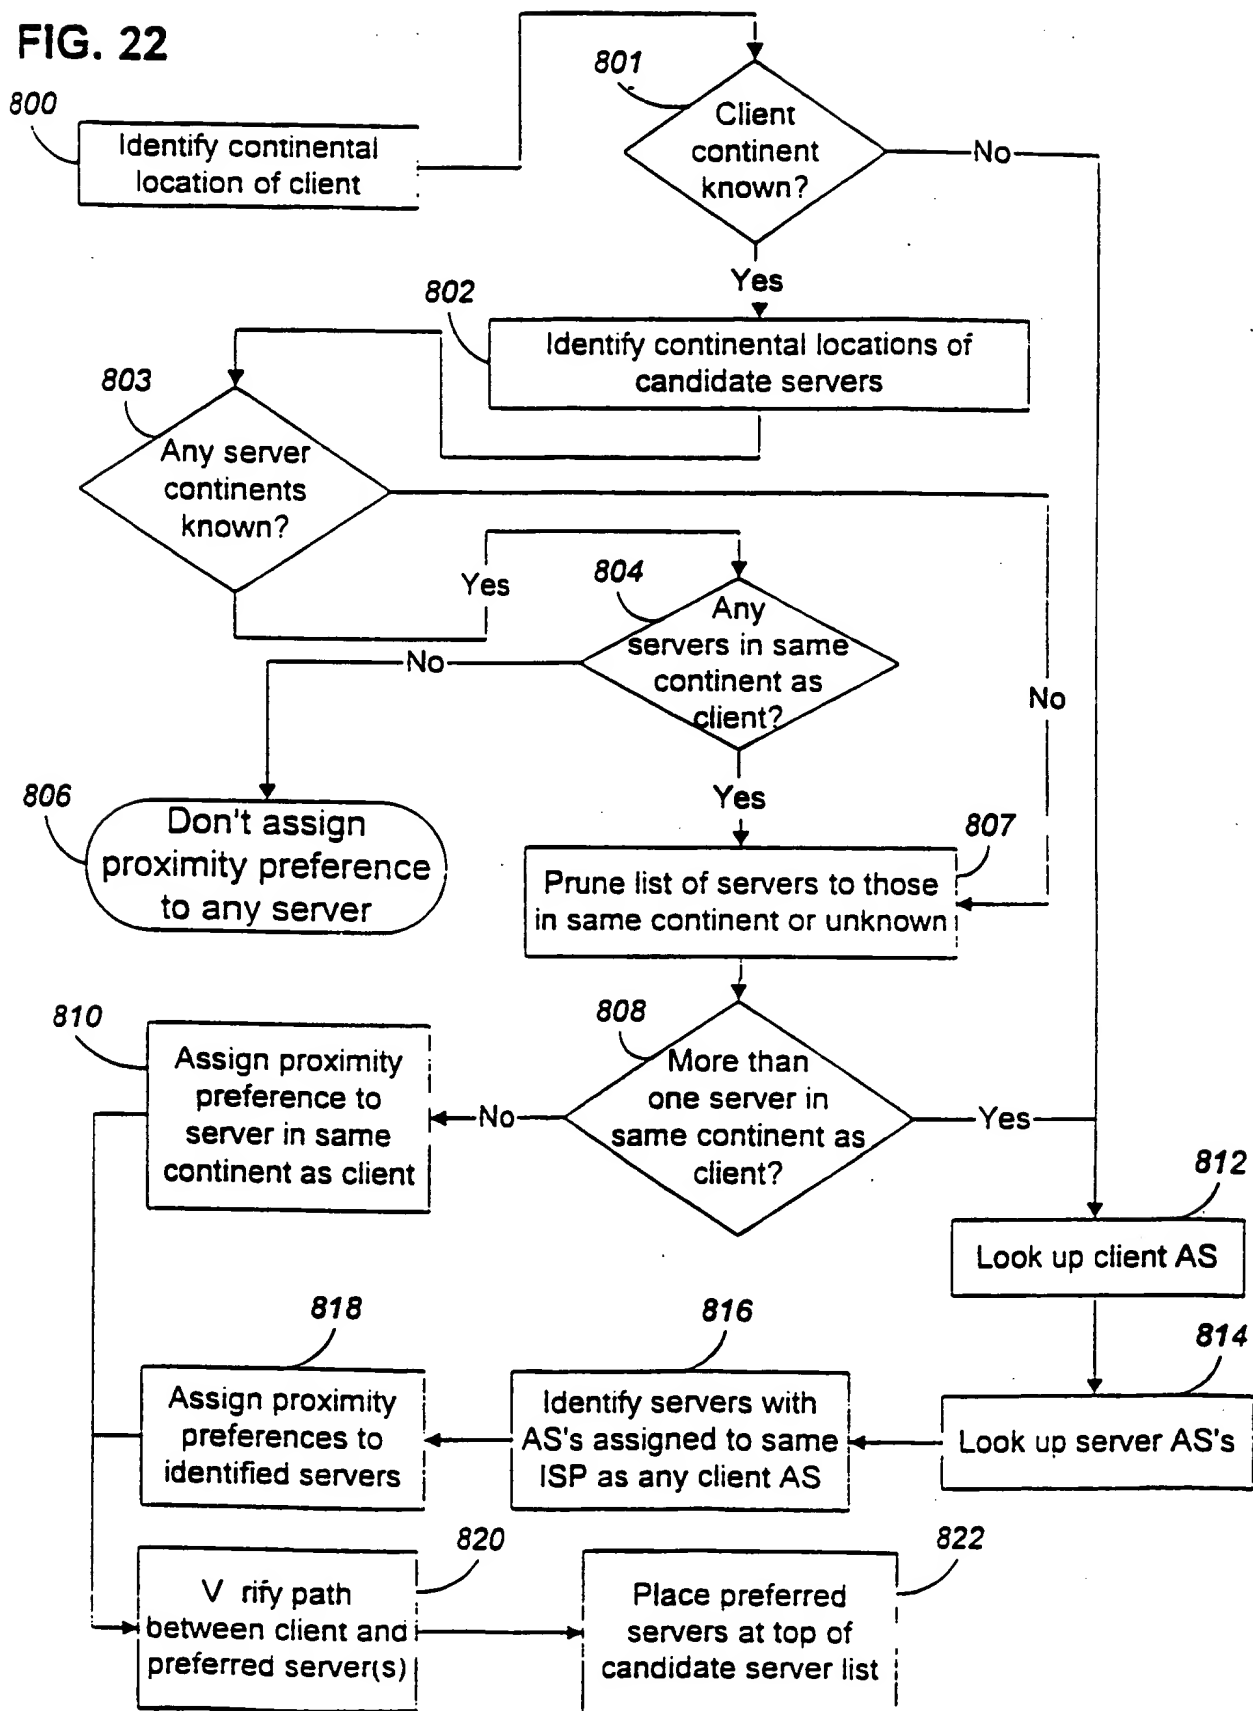 FIG. 22
800
Identify continental
location of client
801
Client
continent
known?
No
Yes
802
Identify continental locations of
candidate servers
803
Any server
continents
known?
Yes
804
Any
servers in same
continent as
client?
No
No
Yes
806
Don't assign
proximity preference
to any server
807
Prune list of servers to those
in same continent or unknown
808
More than
one server in
same continent as
client?
No
Yes
810
Assign proximity
preference to
server in same
continent as client
812
Look up client AS
814
Look up server AS's
816
Identify servers with
AS's assigned to same
ISP as any client AS
818
Assign proximity
preferences to
identified servers
820
V rify path
between client and
preferred server(s)
822
Place preferred
servers at top of
candidate server list